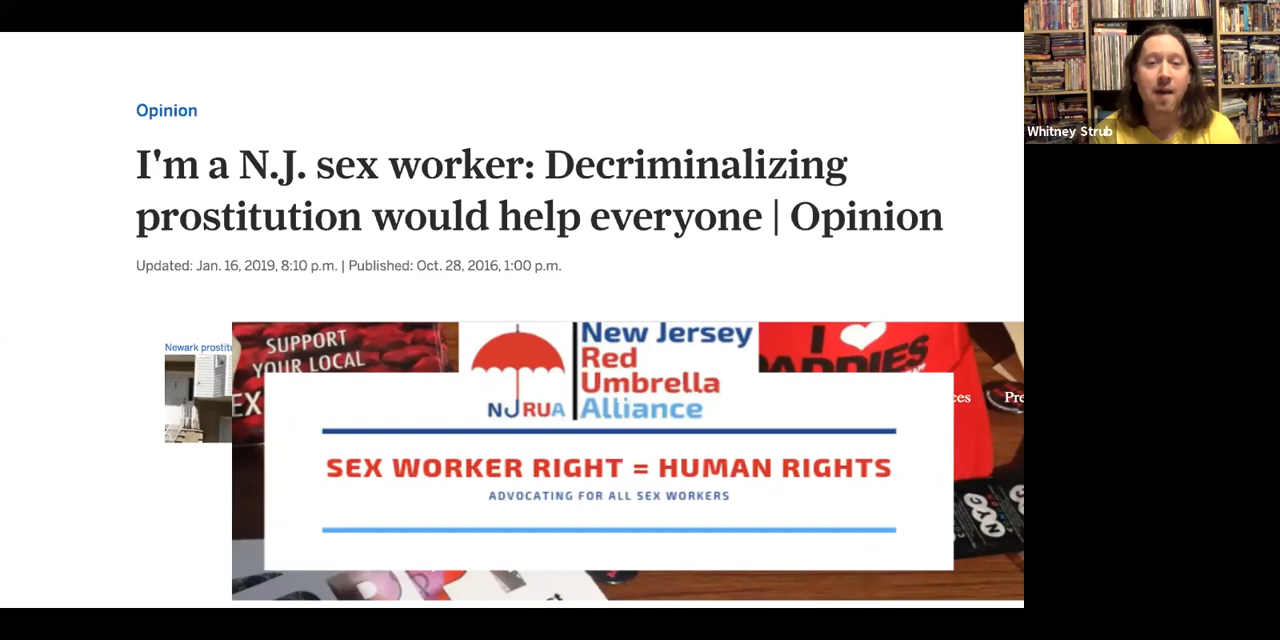 Opinion
I'm a N.J. sex worker: Decriminalizing
prostitution would help everyone | Opinion
Updated: Jan. 16, 2019, 8:10 p.m. | Published: Oct. 28, 2016, 1:00 p.m.
Whitney Strub
Newark
SUPPORT
YOUR LOCAL
New Jersey
Red
Umbrella
Alliance
NJRUA
I
SEX WORKER RIGHT = HUMAN RIGHTS
ADVOCATING FOR ALL SEX WORKERS
NYC